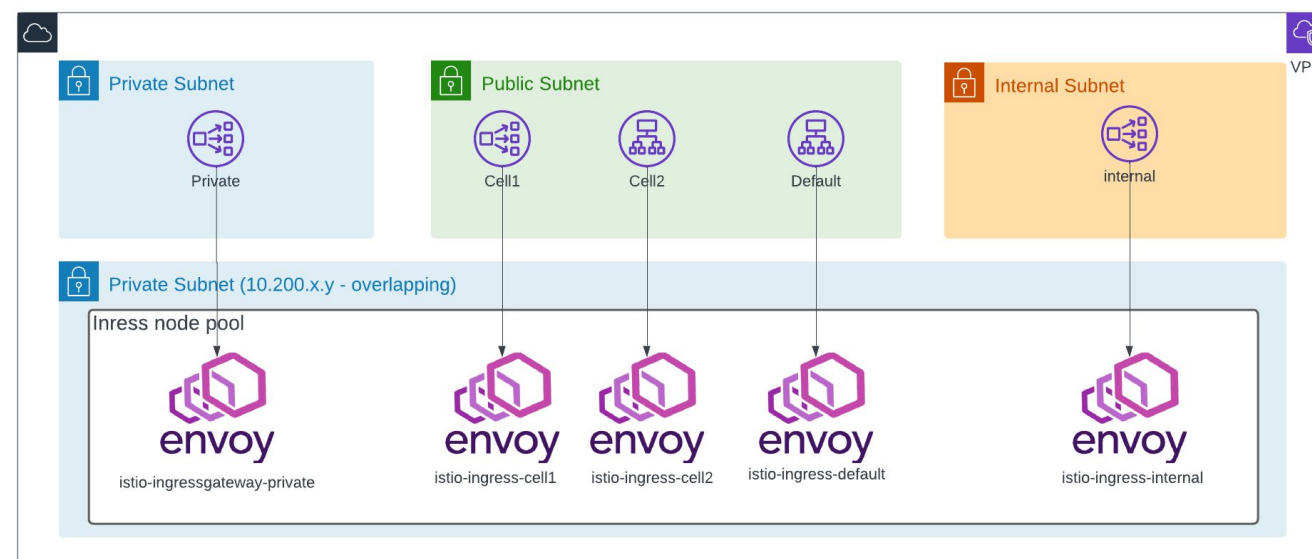 VP
Private Subnet
Public Subnet
Internal Subnet
Private
Cell1
Cell2
Default
internal
Private Subnet (10.200.x.y - overlapping)
Inress node pool
envoy
envoy
envoy
envoy
envoy
istio-ingressgateway-private
istio-ingress-cell1
istio-ingress-cell2
istio-ingress-default
istio-ingress-internal